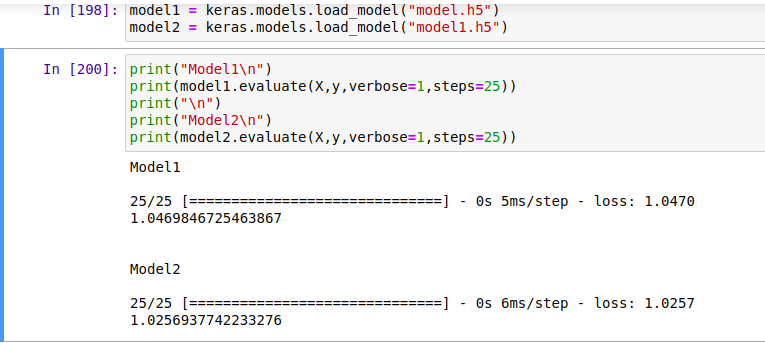 In [198]: model1 = keras.models.load_model("model.h5")
model2 = keras.models.load_model("model1.h5")
In [200]: print("Model1\n")
print(model1.evaluate(X,y,verbose=1,steps=25))
print("\n")
print("Model2\n")
print(model2.evaluate(X,y,verbose=1,steps=25))
Model1
25/25 [==============================] - 0s 5ms/step - loss: 1.0470
1.0469846725463867
Model2
25/25 [==============================] - 0s 6ms/step - loss: 1.0257
1.0256937742233276